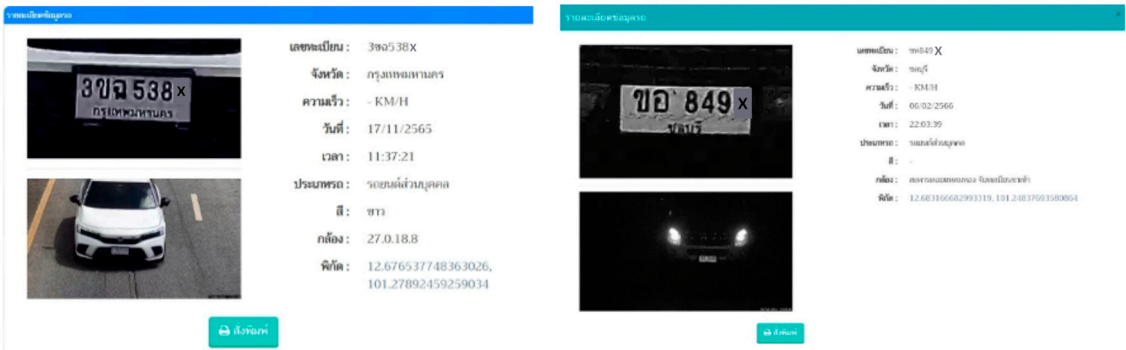 รายละเอียดข้อมูลรถ
3ขฉ 538 x
กรุงเทพมหานคร
เลขทะเบียน : 3ขฉ538X
จังหวัด : กรุงเทพมหานคร
ความเร็ว : - KM/H
วันที่ : 17/11/2565
เวลา : 11:37:21
ประเภทรถ : รถยนต์ส่วนบุคคล
สี : ขาว
กล้อง : 27.0.18.8
พิกัด : 12.676537748363026,
101.27892459259034
สั่งพิมพ์
รายละเอียดข้อมูลรถ
ขอ 849 X
ชลบุรี
เลขทะเบียน : 849 X
จังหวัด : ชลบุรี
ความเร็ว : - KM/H
วันที่ : 06/02/2566
เวลา : 22:03:39
ประเภทรถ : รถยนต์ส่วนบุคคล
สี : -
กล้อง :
พิกัด : 12.683166682993319, 101.24837693580864
สั่งพิมพ์